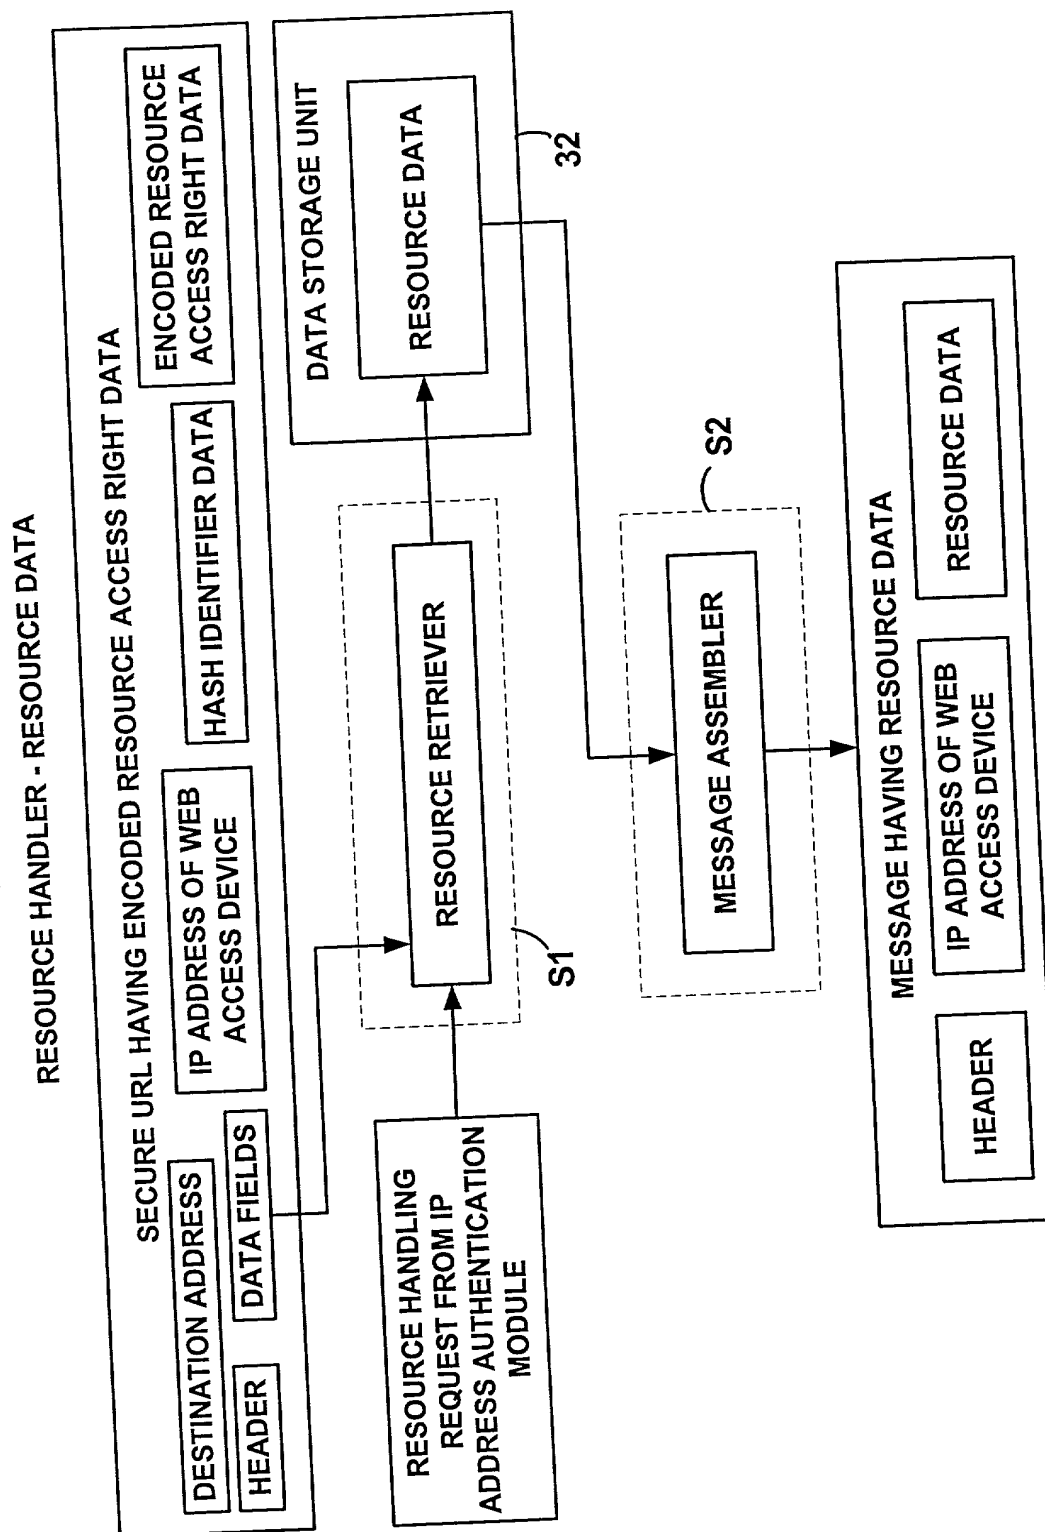 RESOURCE HANDLER - RESOURCE DATA
SECURE URL HAVING ENCODED RESOURCE ACCESS RIGHT DATA
DESTINATION ADDRESS
HEADER
DATA FIELDS
IP ADDRESS OF WEB
ACCESS DEVICE
HASH IDENTIFIER DATA
ENCODED RESOURCE
ACCESS RIGHT DATA
RESOURCE HANDLING
REQUEST FROM IP
ADDRESS AUTHENTICATION
MODULE
RESOURCE RETRIEVER
S1
DATA STORAGE UNIT
RESOURCE DATA
32
MESSAGE ASSEMBLER
S2
MESSAGE HAVING RESOURCE DATA
HEADER
IP ADDRESS OF WEB
ACCESS DEVICE
RESOURCE DATA